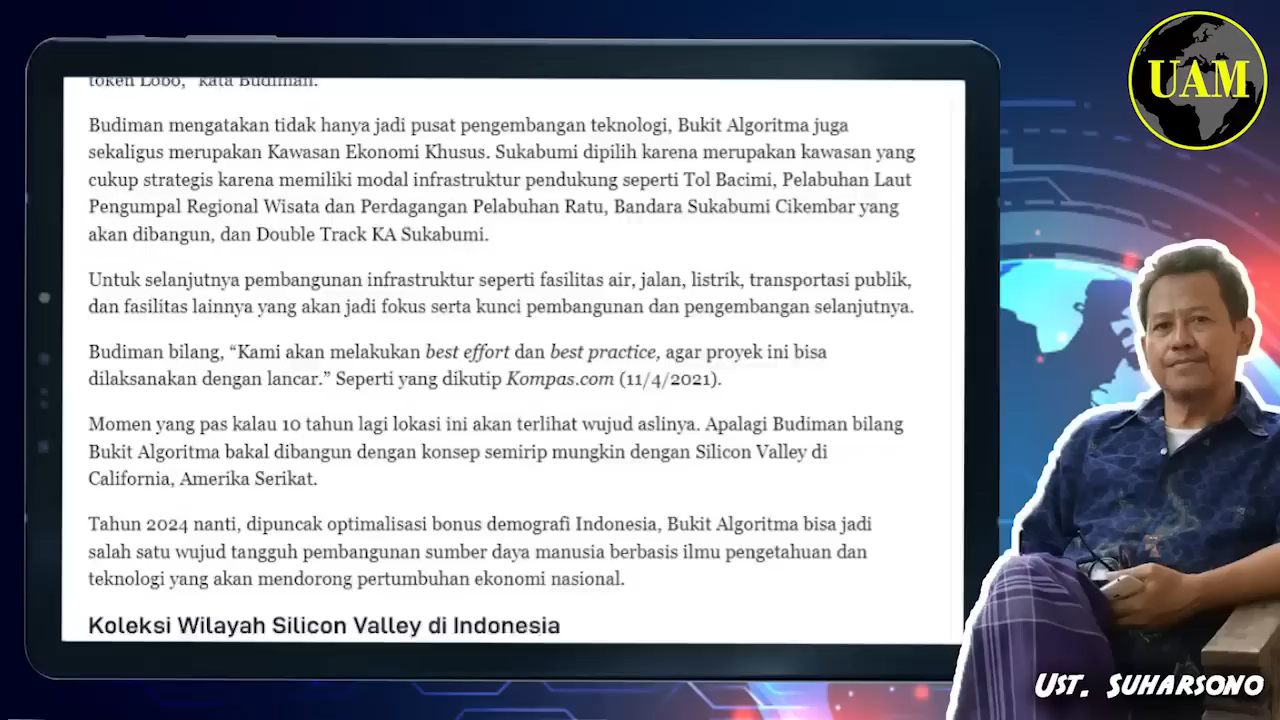 token Lobo," kata Budiman.
Budiman mengatakan tidak hanya jadi pusat pengembangan teknologi, Bukit Algoritma juga
sekaligus merupakan Kawasan Ekonomi Khusus. Sukabumi dipilih karena merupakan kawasan yang
cukup strategis karena memiliki modal infrastruktur pendukung seperti Tol Bacimi, Pelabuhan Laut
Pengumpal Regional Wisata dan Perdagangan Pelabuhan Ratu, Bandara Sukabumi Cikembar yang
akan dibangun, dan Double Track KA Sukabumi.
Untuk selanjutnya pembangunan infrastruktur seperti fasilitas air, jalan, listrik, transportasi publik,
dan fasilitas lainnya yang akan jadi fokus serta kunci pembangunan dan pengembangan selanjutnya.
Budiman bilang, “Kami akan melakukan best effort dan best practice, agar proyek ini bisa
dilaksanakan dengan lancar.” Seperti yang dikutip Kompas.com (11/4/2021).
Momen yang pas kalau 10 tahun lagi lokasi ini akan terlihat wujud aslinya. Apalagi Budiman bilang
Bukit Algoritma bakal dibangun dengan konsep semirip mungkin dengan Silicon Valley di
California, Amerika Serikat.
Tahun 2024 nanti, dipuncak optimalisasi bonus demografi Indonesia, Bukit Algoritma bisa jadi
salah satu wujud tangguh pembangunan sumber daya manusia berbasis ilmu pengetahuan dan
teknologi yang akan mendorong pertumbuhan ekonomi nasional.
Koleksi Wilayah Silicon Valley di Indonesia
UAM
Ust. Suharsono